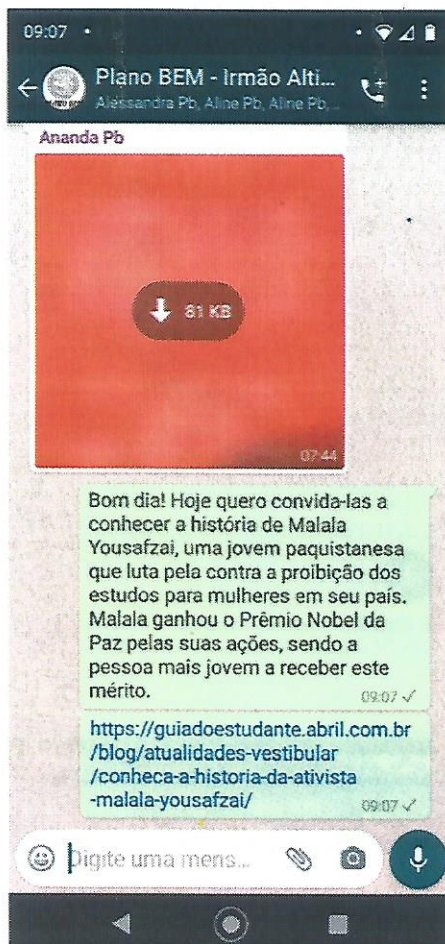 09:07
Plano BEM - Irmão Alti...
Alessandra Pb, Aline Pb, Aline Pb,...
Ananda Pb
81 KB
07:44
Bom dia! Hoje quero convida-las a
conhecer a história de Malala
Yousafzai, uma jovem paquistanesa
que luta pela contra a proibição dos
estudos para mulheres em seu país.
Malala ganhou o Prêmio Nobel da
Paz pelas suas ações, sendo a
pessoa mais jovem a receber este
mérito.
09:07
https://guiadoestudante.abril.com.br
/blog/atualidades-vestibular
/conheca-a-historia-da-ativista
-malala-yousafzai/
09:07
Digite uma mens...